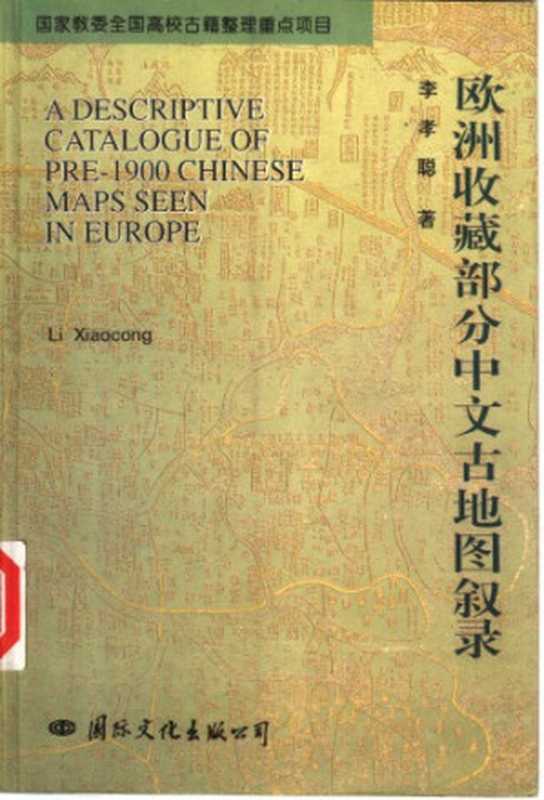 国家教委全国高校古籍整理重点项目
A DESCRIPTIVE
CATALOGUE OF
PRE-1900 CHINESE
MAPS SEEN
IN EUROPE
Li Xiaocong
欧洲收藏部分中文古地图叙录
李孝聪 著
国际文化出版公司